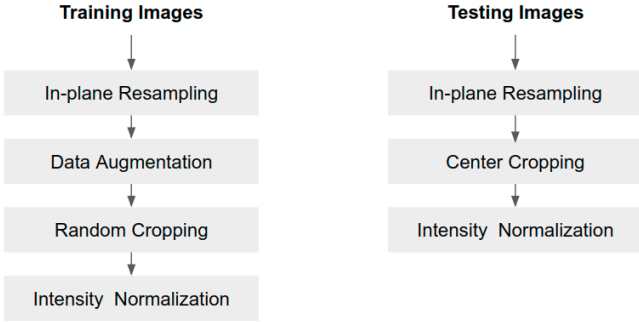 Training Images
In-plane Resampling
Data Augmentation
Random Cropping
Intensity Normalization
Testing Images
In-plane Resampling
Center Cropping
Intensity Normalization